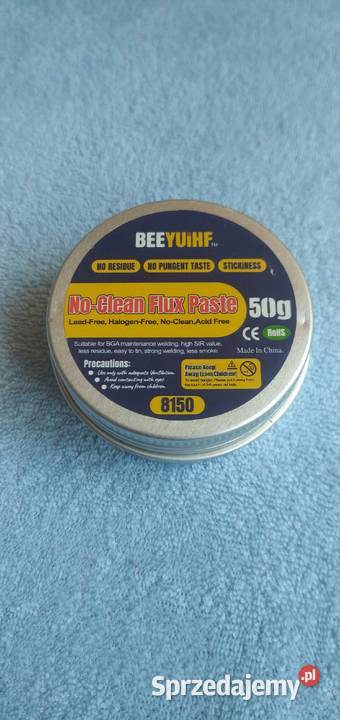 BEEYUIHF TM
NO RESIDUE NO PUNGENT TASTE STICKINESS
No-Clean Flux Paste 50g
Lead-Free, Halogen-Free, No-Clean,Acid Free
CE RoHS
Suitable for BGA maintenance welding, high SIR value,
less residue, easy to tin, strong welding, less smoke.
Made In China.
Precautions:
Use only with adequate Ventilation.
Avoid contacting with eyes.
Keep away from children.
Please Keep
Away from Children!
8150
Sprzedajemy.pl